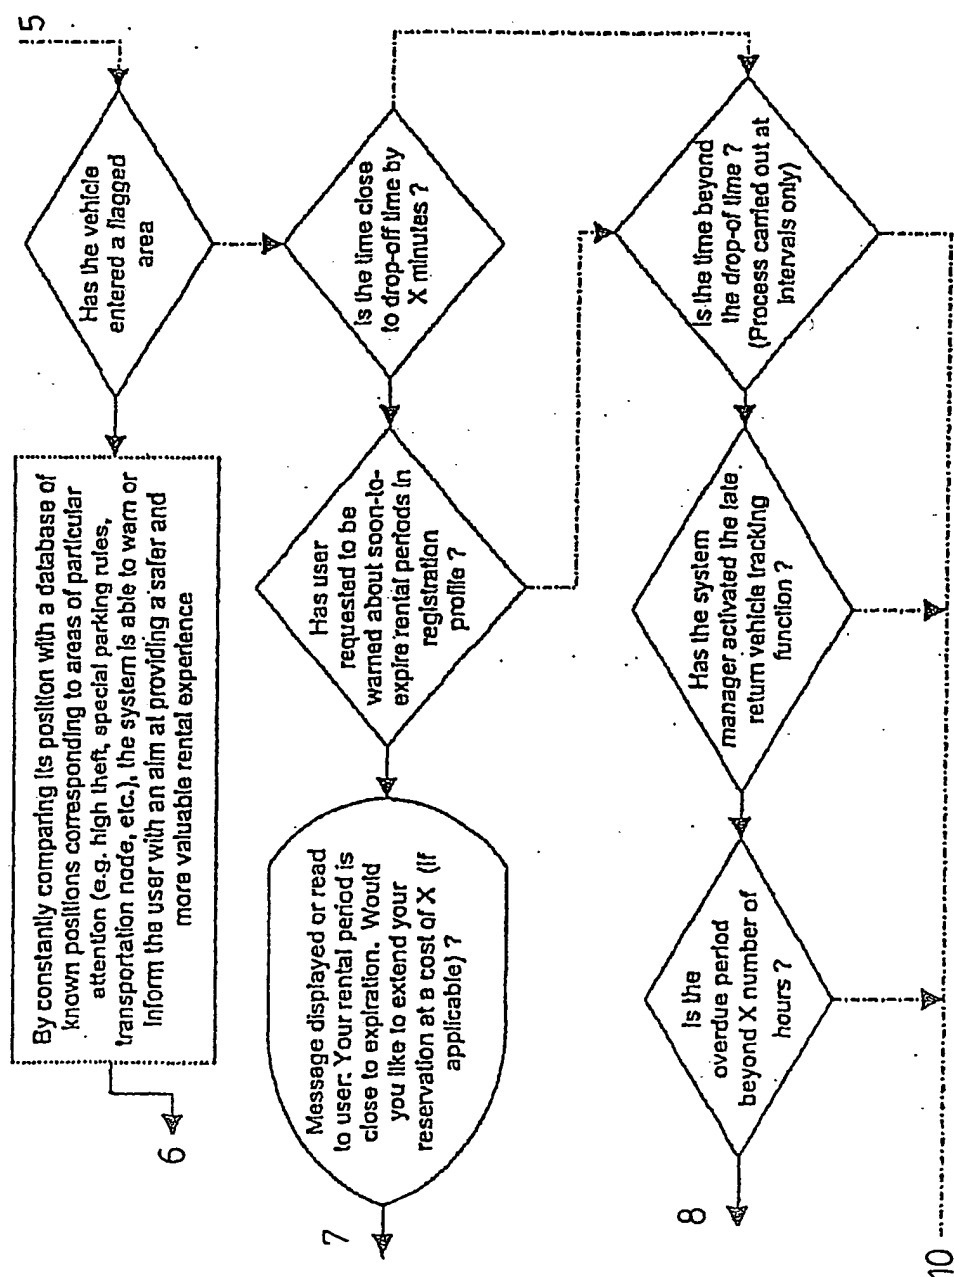 5
Has the vehicle
entered a flagged
area
By constantly comparing its position with a database of
known positions corresponding to areas of particular
attention (e.g. high theft, special parking rules,
transportation node, etc.), the system is able to warn or
Inform the user with an aim at providing a safer and
more valuable rental experience
6
Is the time close
to drop-off time by
X minutes ?
Has user
requested to be
warned about soon-to-
expire rental periods in
registration
profile ?
Message displayed or read
to user: Your rental period is
close to expiration. Would
you like to extend your
reservation at a cost of X (if
applicable) ?
7
Is the time beyond
the drop-of time ?
(Process carried out at
Intervals only)
Has the system
manager activated the late
return vehicle tracking
function ?
Is the
overdue period
beyond X number of
hours ?
8
10